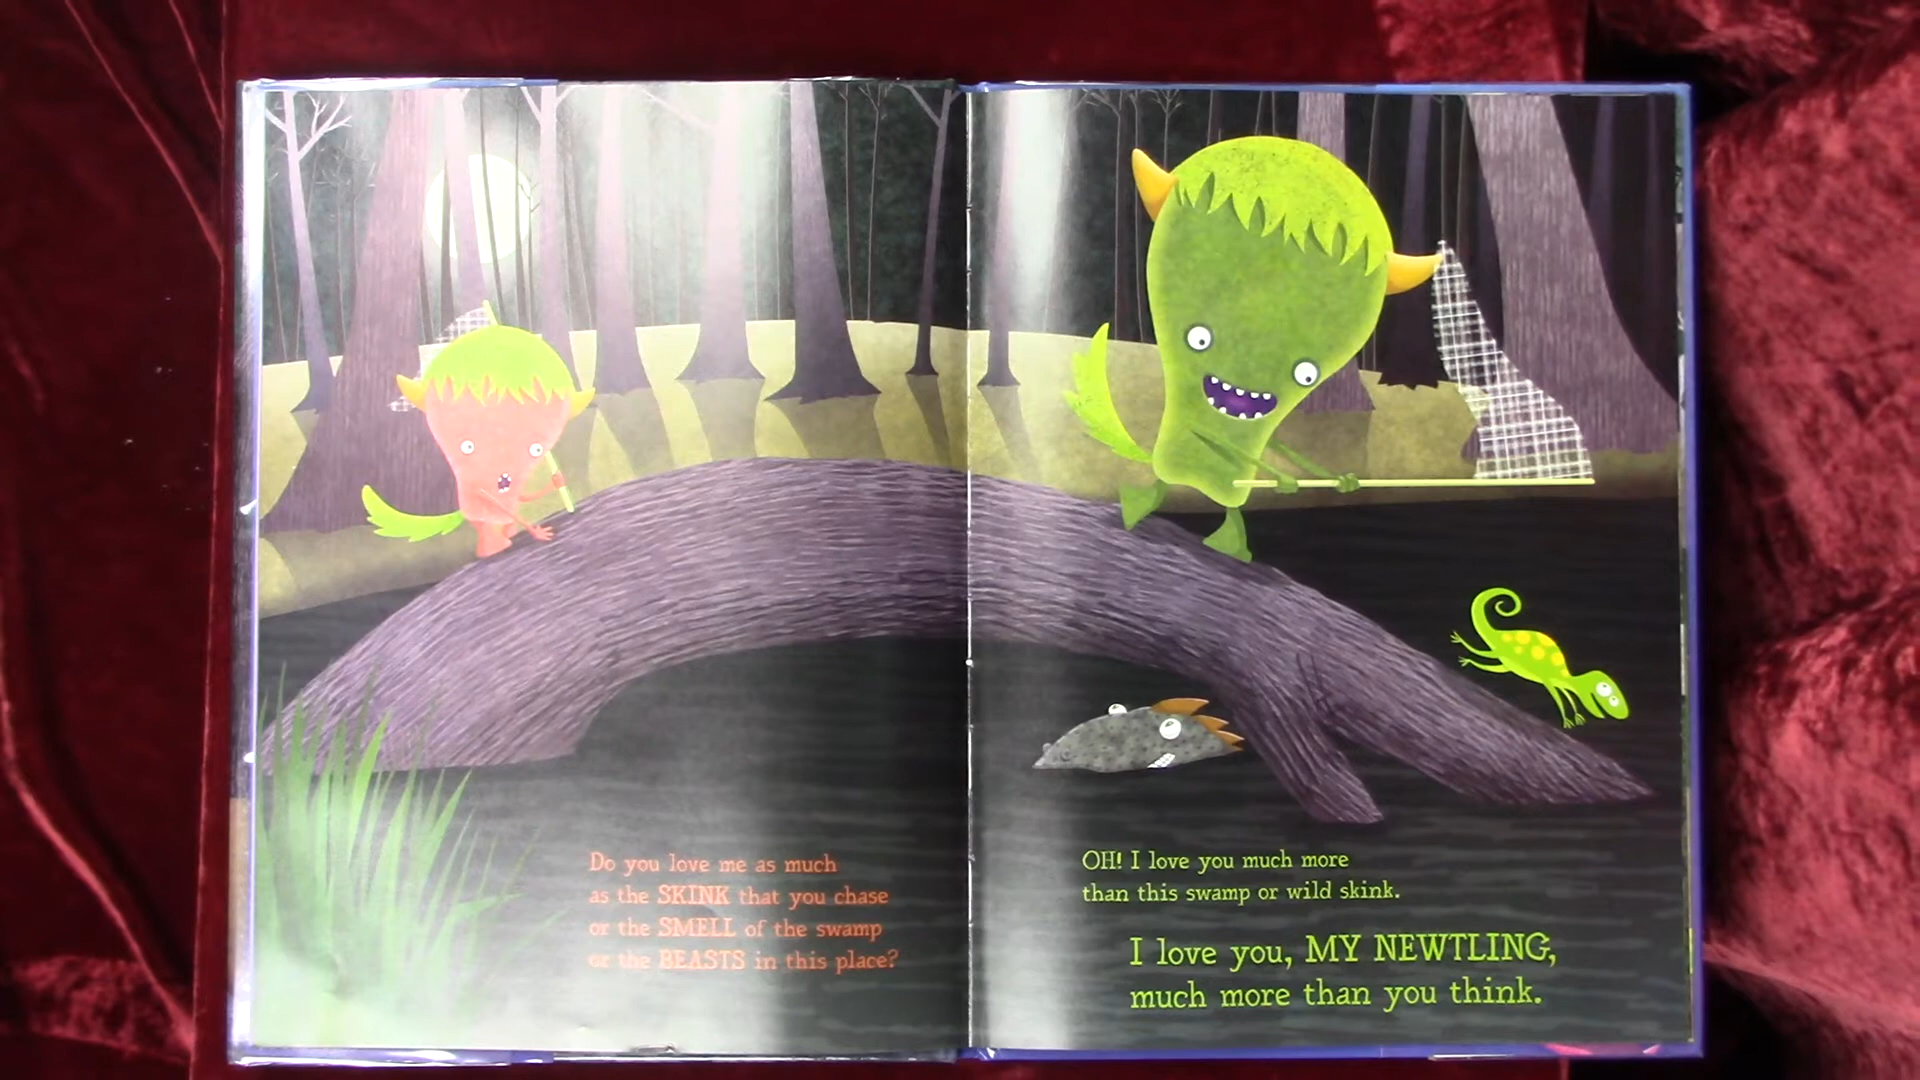 Do you love me as much
as the SKINK that you chase
or the SMELL of the swamp
or the BEASTS in this place?
OH! I love you much more
than this swamp or wild skink.
I love you, MY NEWTLING,
much more than you think.